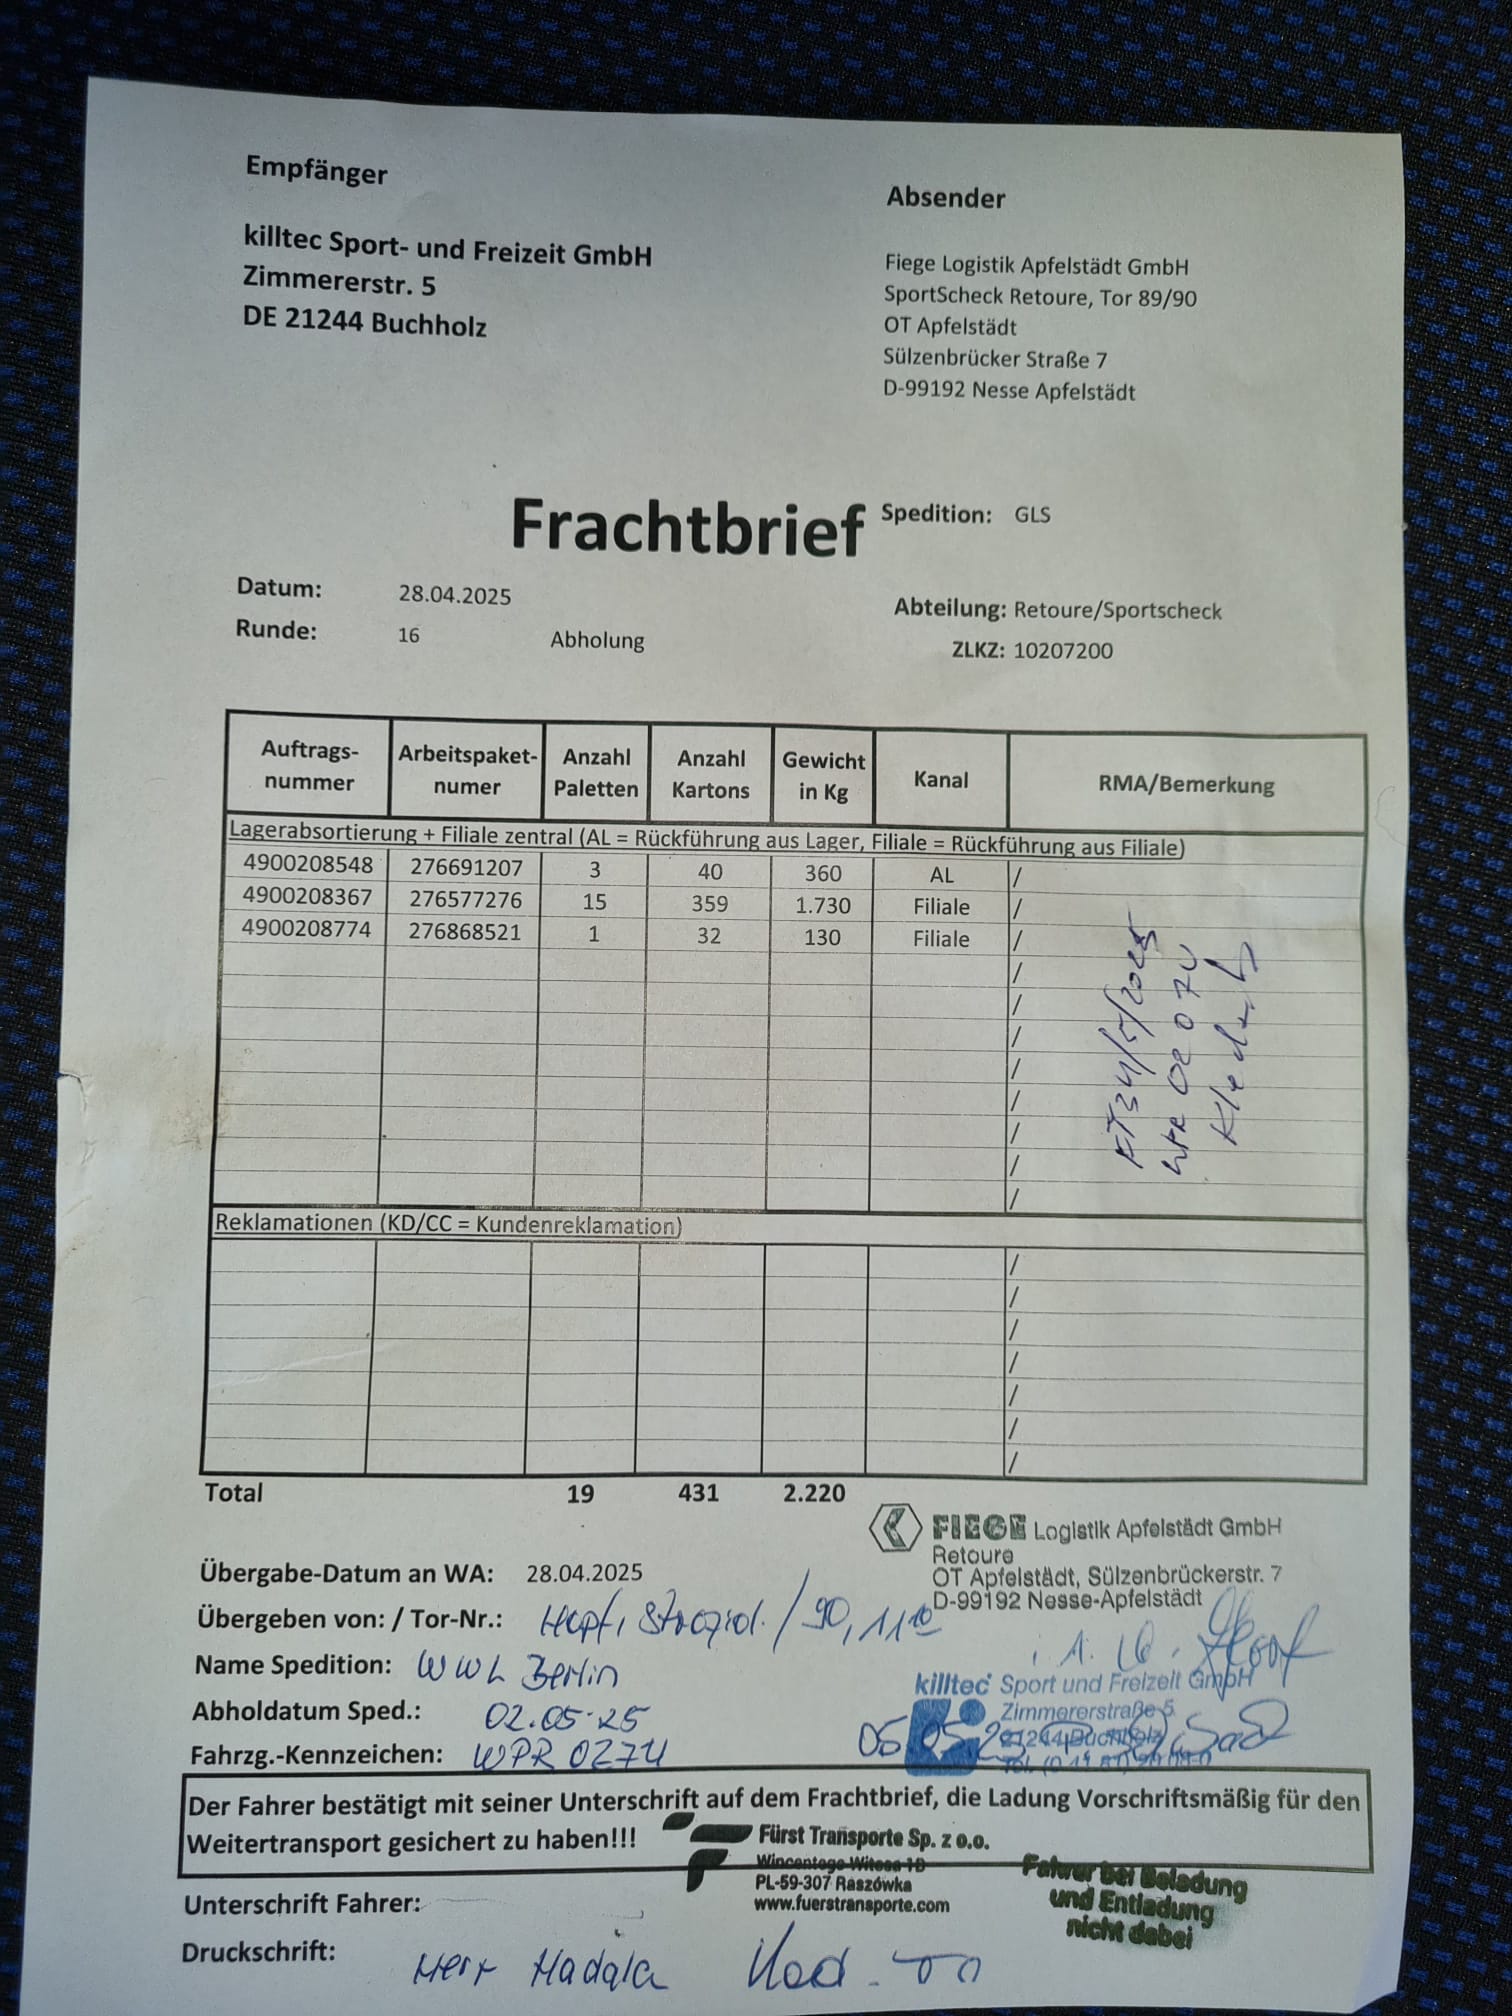 Empfänger
killtec Sport- und Freizeit GmbH
Zimmererstr. 5
DE 21244 Buchholz
Absender
Fiege Logistik Apfelstädt GmbH
SportScheck Retoure, Tor 89/90
OT Apfelstädt
Sülzenbrücker Straße 7
D-99192 Nesse Apfelstädt
Frachtbrief
Spedition: GLS
Datum: 28.04.2025
Runde: 16 Abholung
Abteilung: Retoure/Sportscheck
ZLKZ: 10207200
Auftrags-nummer Arbeitspaket-numer Anzahl Paletten Anzahl Kartons Gewicht in Kg Kanal RMA/Bemerkung
Lagerabsortierung + Filiale zentral (AL = Rückführung aus Lager, Filiale = Rückführung aus Filiale)
4900208548 276691207 3 40 360 AL /
4900208367 276577276 15 359 1.730 Filiale /
4900208774 276868521 1 32 130 Filiale /
/
/
/
/
/
/
/
/
Reklamationen (KD/CC = Kundenreklamation)
/
/
/
/
/
/
/
Total 19 431 2.220
FIEGE Logistik Apfelstädt GmbH
Retoure
OT Apfelstädt, Sülzenbrückerstr. 7
D-99192 Nesse-Apfelstädt
Übergabe-Datum an WA: 28.04.2025
Übergeben von: / Tor-Nr.: / 90,
Name Spedition: WWL Berlin
Abholdatum Sped.: 02.05.25
Fahrzg.-Kennzeichen: WPR 0274
killtec Sport und Freizeit GmbH
Zimmererstraße 5
21244 Buchholz
Der Fahrer bestätigt mit seiner Unterschrift auf dem Frachtbrief, die Ladung Vorschriftsmäßig für den
Weitertransport gesichert zu haben!!!
Fürst Transporte Sp. z o.o.
Wincentego Witosa 1D
PL-59-307 Raszówka
www.fuerstransporte.com
Fahrer bei Beladung
und Entladung
nicht dabei
Unterschrift Fahrer:
Druckschrift: Herr Madala